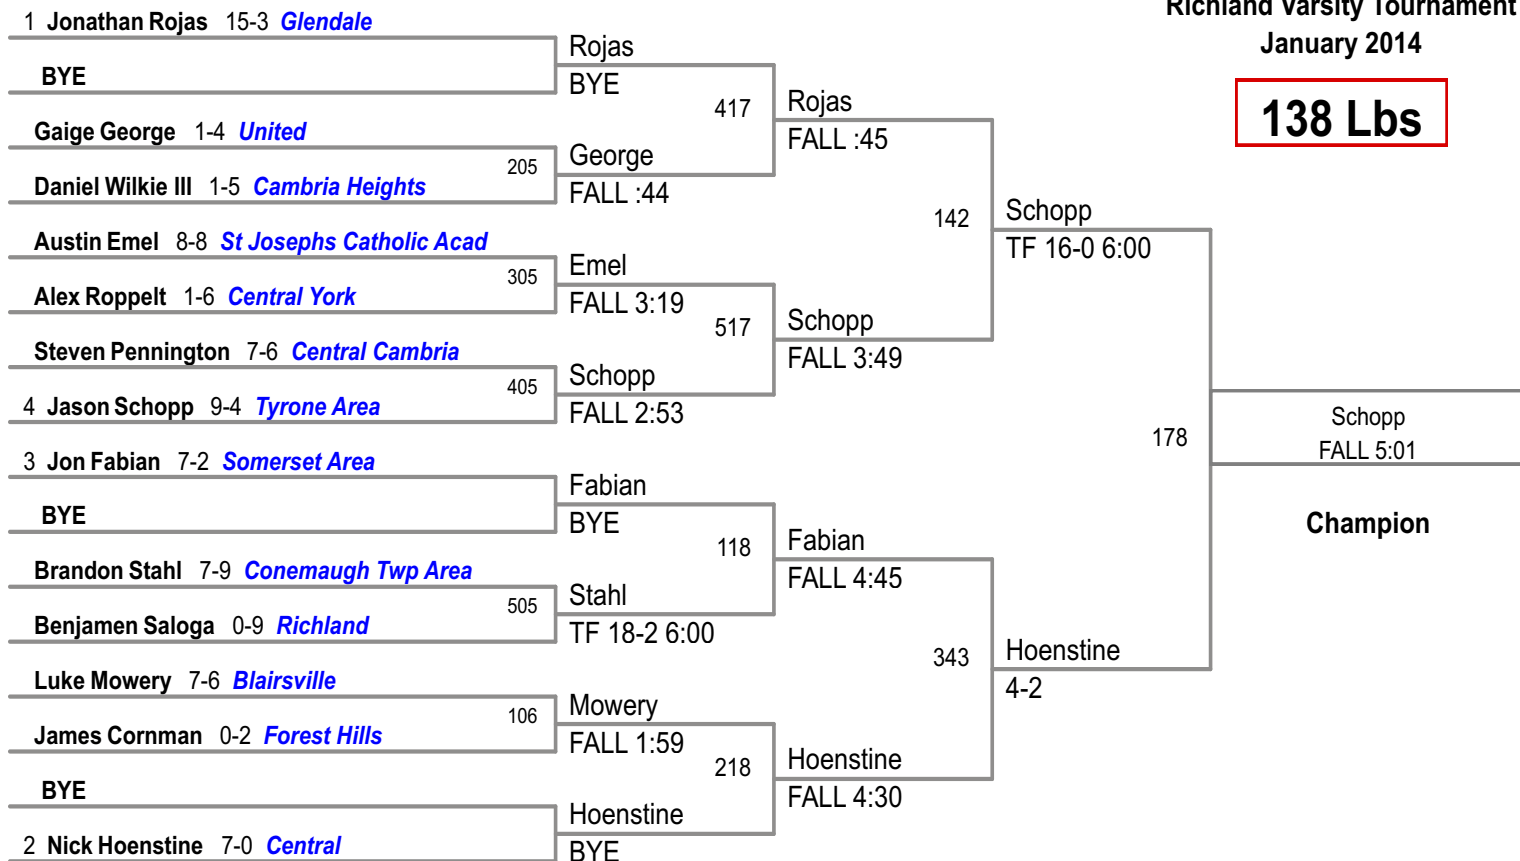 Richland Varsity Tournament
January 2014
138 Lbs
1 Jonathan Rojas 15-3 Glendale
BYE
Gaige George 1-4 United
Daniel Wilkie III 1-5 Cambria Heights
Austin Emel 8-8 St Josephs Catholic Acad
Alex Roppelt 1-6 Central York
Steven Pennington 7-6 Central Cambria
4 Jason Schopp 9-4 Tyrone Area
3 Jon Fabian 7-2 Somerset Area
BYE
Brandon Stahl 7-9 Conemaugh Twp Area
Benjamen Saloga 0-9 Richland
Luke Mowery 7-6 Blairsville
James Cornman 0-2 Forest Hills
BYE
2 Nick Hoenstine 7-0 Central
205
305
405
505
106
Rojas
BYE
George
FALL :44
Emel
FALL 3:19
Schopp
FALL 2:53
Fabian
BYE
Stahl
TF 18-2 6:00
Mowery
FALL 1:59
Hoenstine
BYE
417
517
118
218
Rojas
FALL :45
Schopp
FALL 3:49
Fabian
FALL 4:45
Hoenstine
FALL 4:30
142
343
Schopp
TF 16-0 6:00
Hoenstine
4-2
178
Schopp
FALL 5:01
Champion